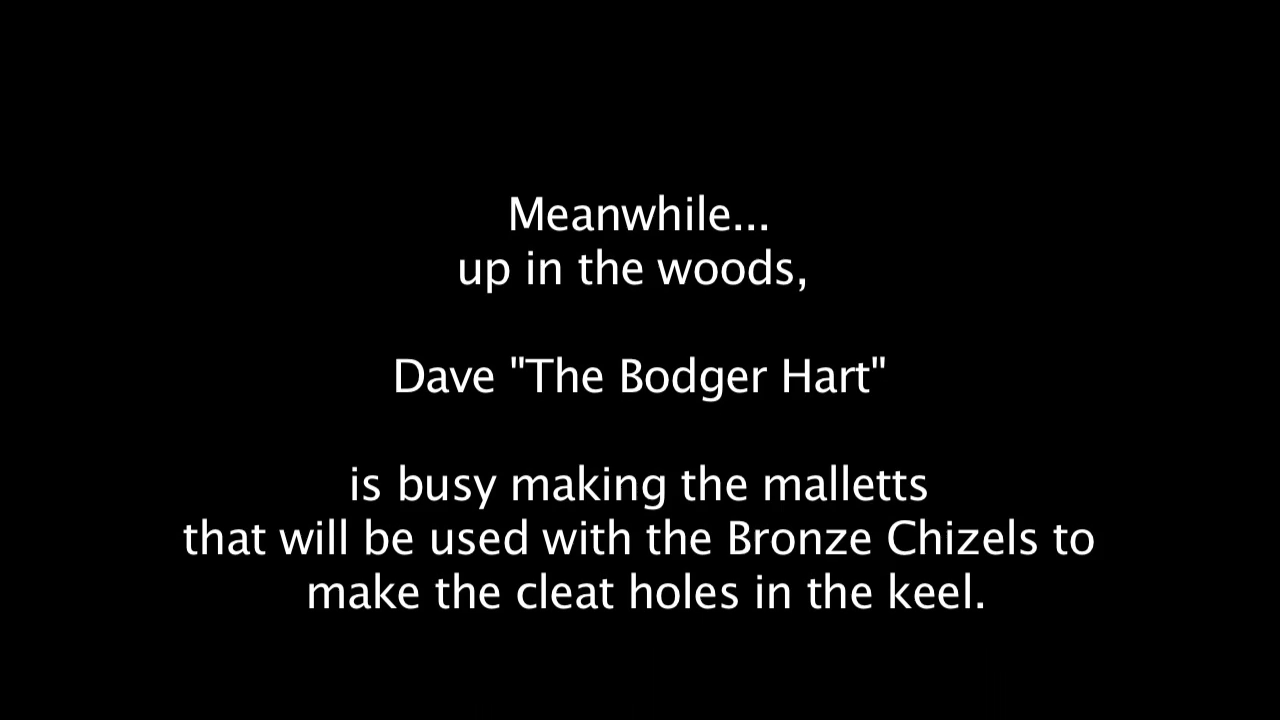 Meanwhile...
up in the woods,
Dave "The Bodger Hart"
is busy making the malletts
that will be used with the Bronze Chizels to
make the cleat holes in the keel.